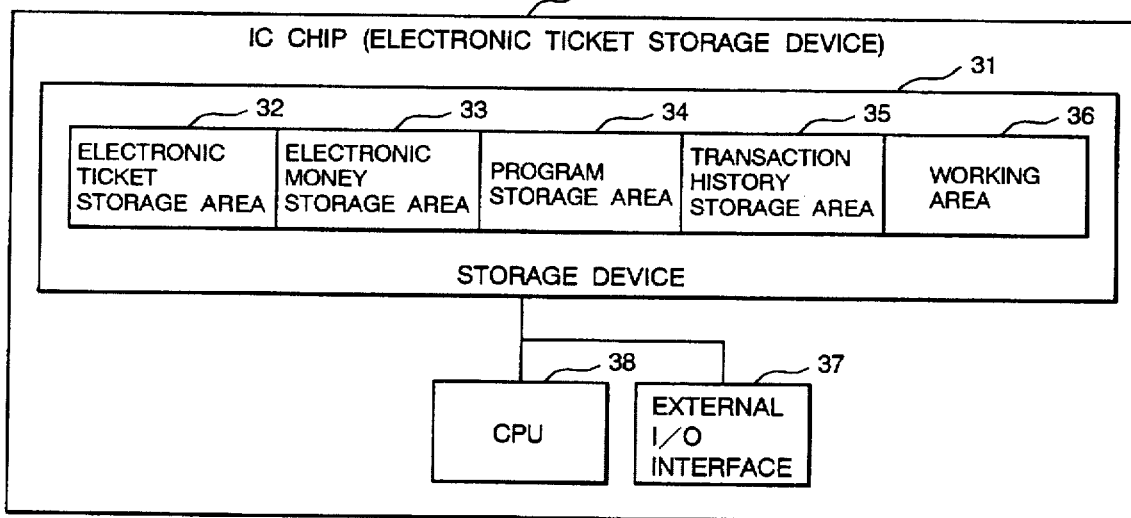 IC CHIP (ELECTRONIC TICKET STORAGE DEVICE)
31
32
33
34
35
36
ELECTRONIC
TICKET
STORAGE AREA
ELECTRONIC
MONEY
STORAGE AREA
PROGRAM
STORAGE AREA
TRANSACTION
HISTORY
STORAGE AREA
WORKING
AREA
STORAGE DEVICE
38
37
CPU
EXTERNAL
I/O
INTERFACE